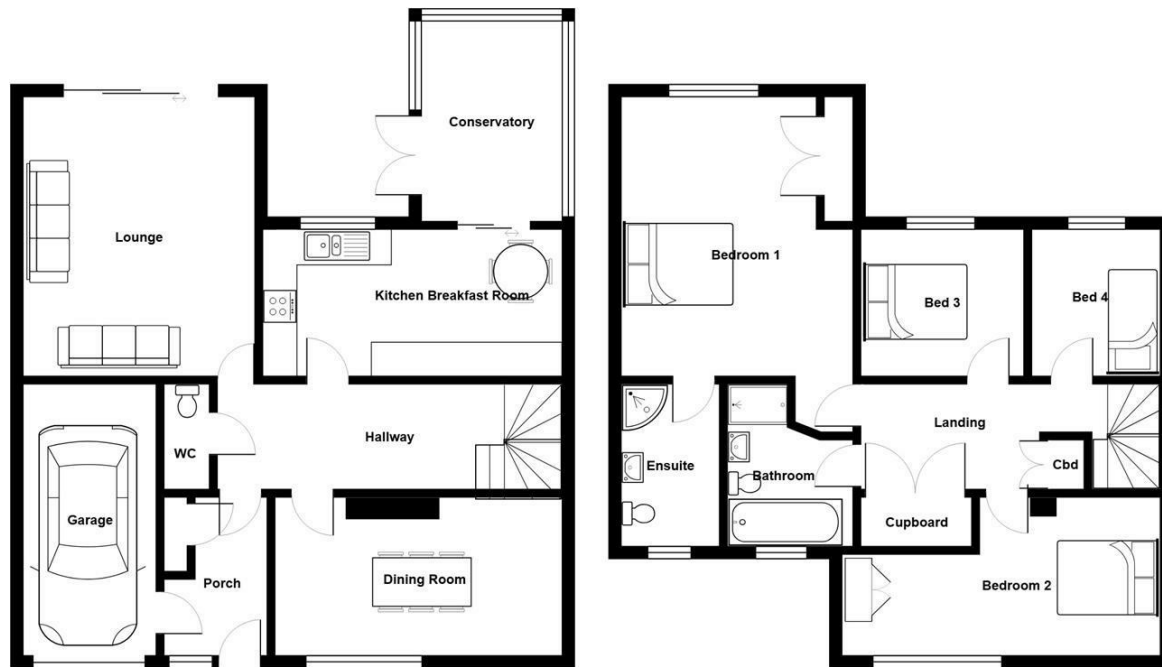 Conservatory
Lounge
Kitchen Breakfast Room
WC
Hallway
Garage
Porch
Dining Room
Bedroom 1
Bed 3
Bed 4
Landing
Ensuite
Bathroom
Cbd
Cupboard
Bedroom 2